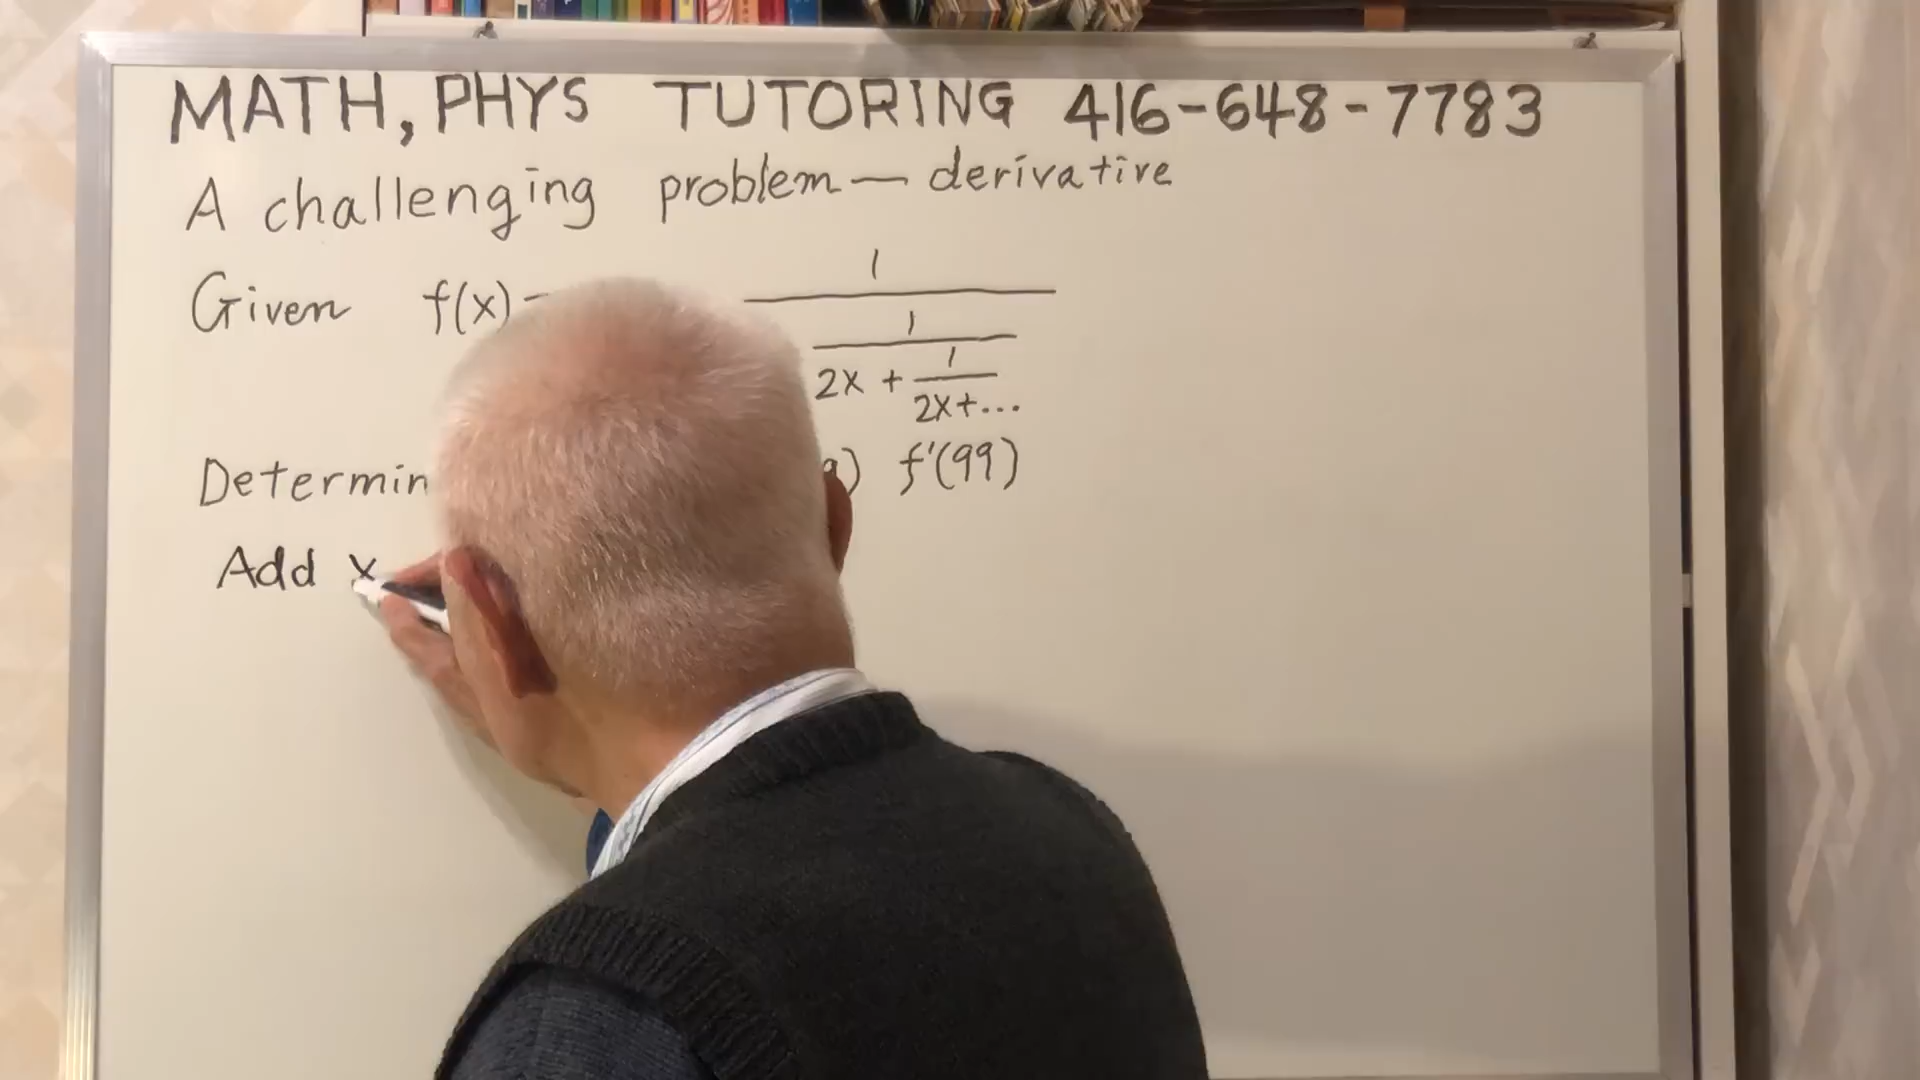 MATH, PHYS TUTORING 416-648-7783
A challenging problem — derivative
Given f(x) 1
1
2x + 1
2x+...
Determin f'(99)
Add x